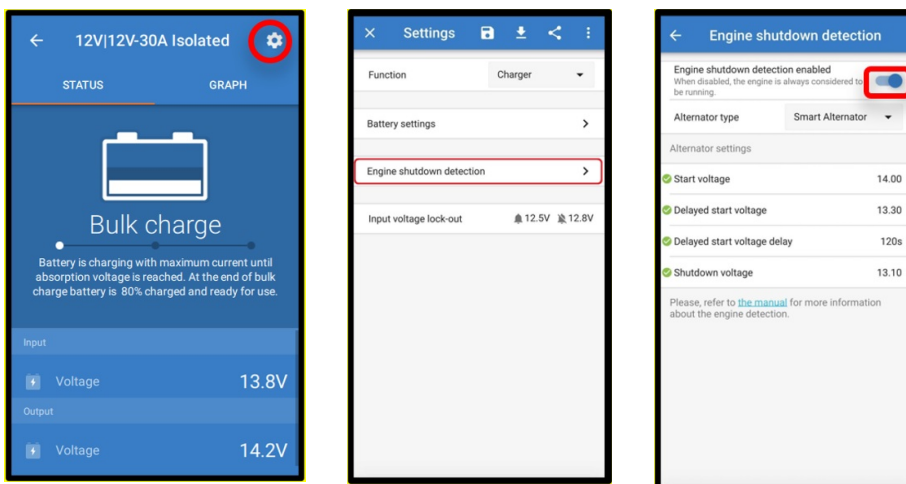 12V|12V-30A Isolated
STATUS GRAPH
Bulk charge
Battery is charging with maximum current until
absorption voltage is reached. At the end of bulk
charge battery is 80% charged and ready for use.
Input
Voltage 13.8V
Output
Voltage 14.2V
Settings
Function Charger
Battery settings
Engine shutdown detection
Input voltage lock-out 12.5V 12.8V
Engine shutdown detection
Engine shutdown detection enabled
When disabled, the engine is always considered to
be running.
Alternator type Smart Alternator
Alternator settings
Start voltage 14.00
Delayed start voltage 13.30
Delayed start voltage delay 120s
Shutdown voltage 13.10
Please, refer to the manual for more information
about the engine detection.